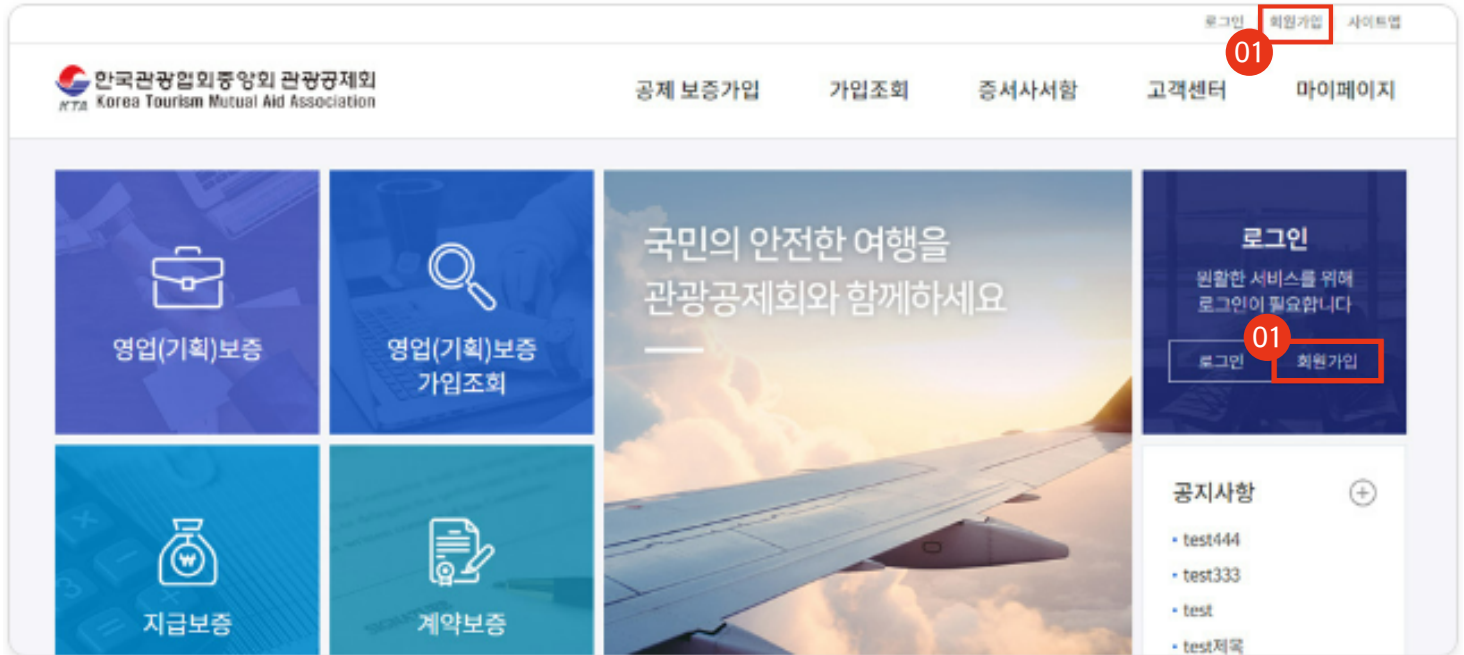 로그인 회원가입 사이트맵
01
한국관광협회중앙회 관광공제회
KTA Korea Tourism Mutual Aid Association
공제 보증가입 가입조회 증서사서함 고객센터 마이페이지
영업(기획)보증
영업(기획)보증
가입조회
국민의 안전한 여행을
관광공제회와 함께하세요
로그인
원활한 서비스를 위해
로그인이 필요합니다
01
로그인 회원가입
지급보증
계약보증
공지사항
test444
test333
test
test제목